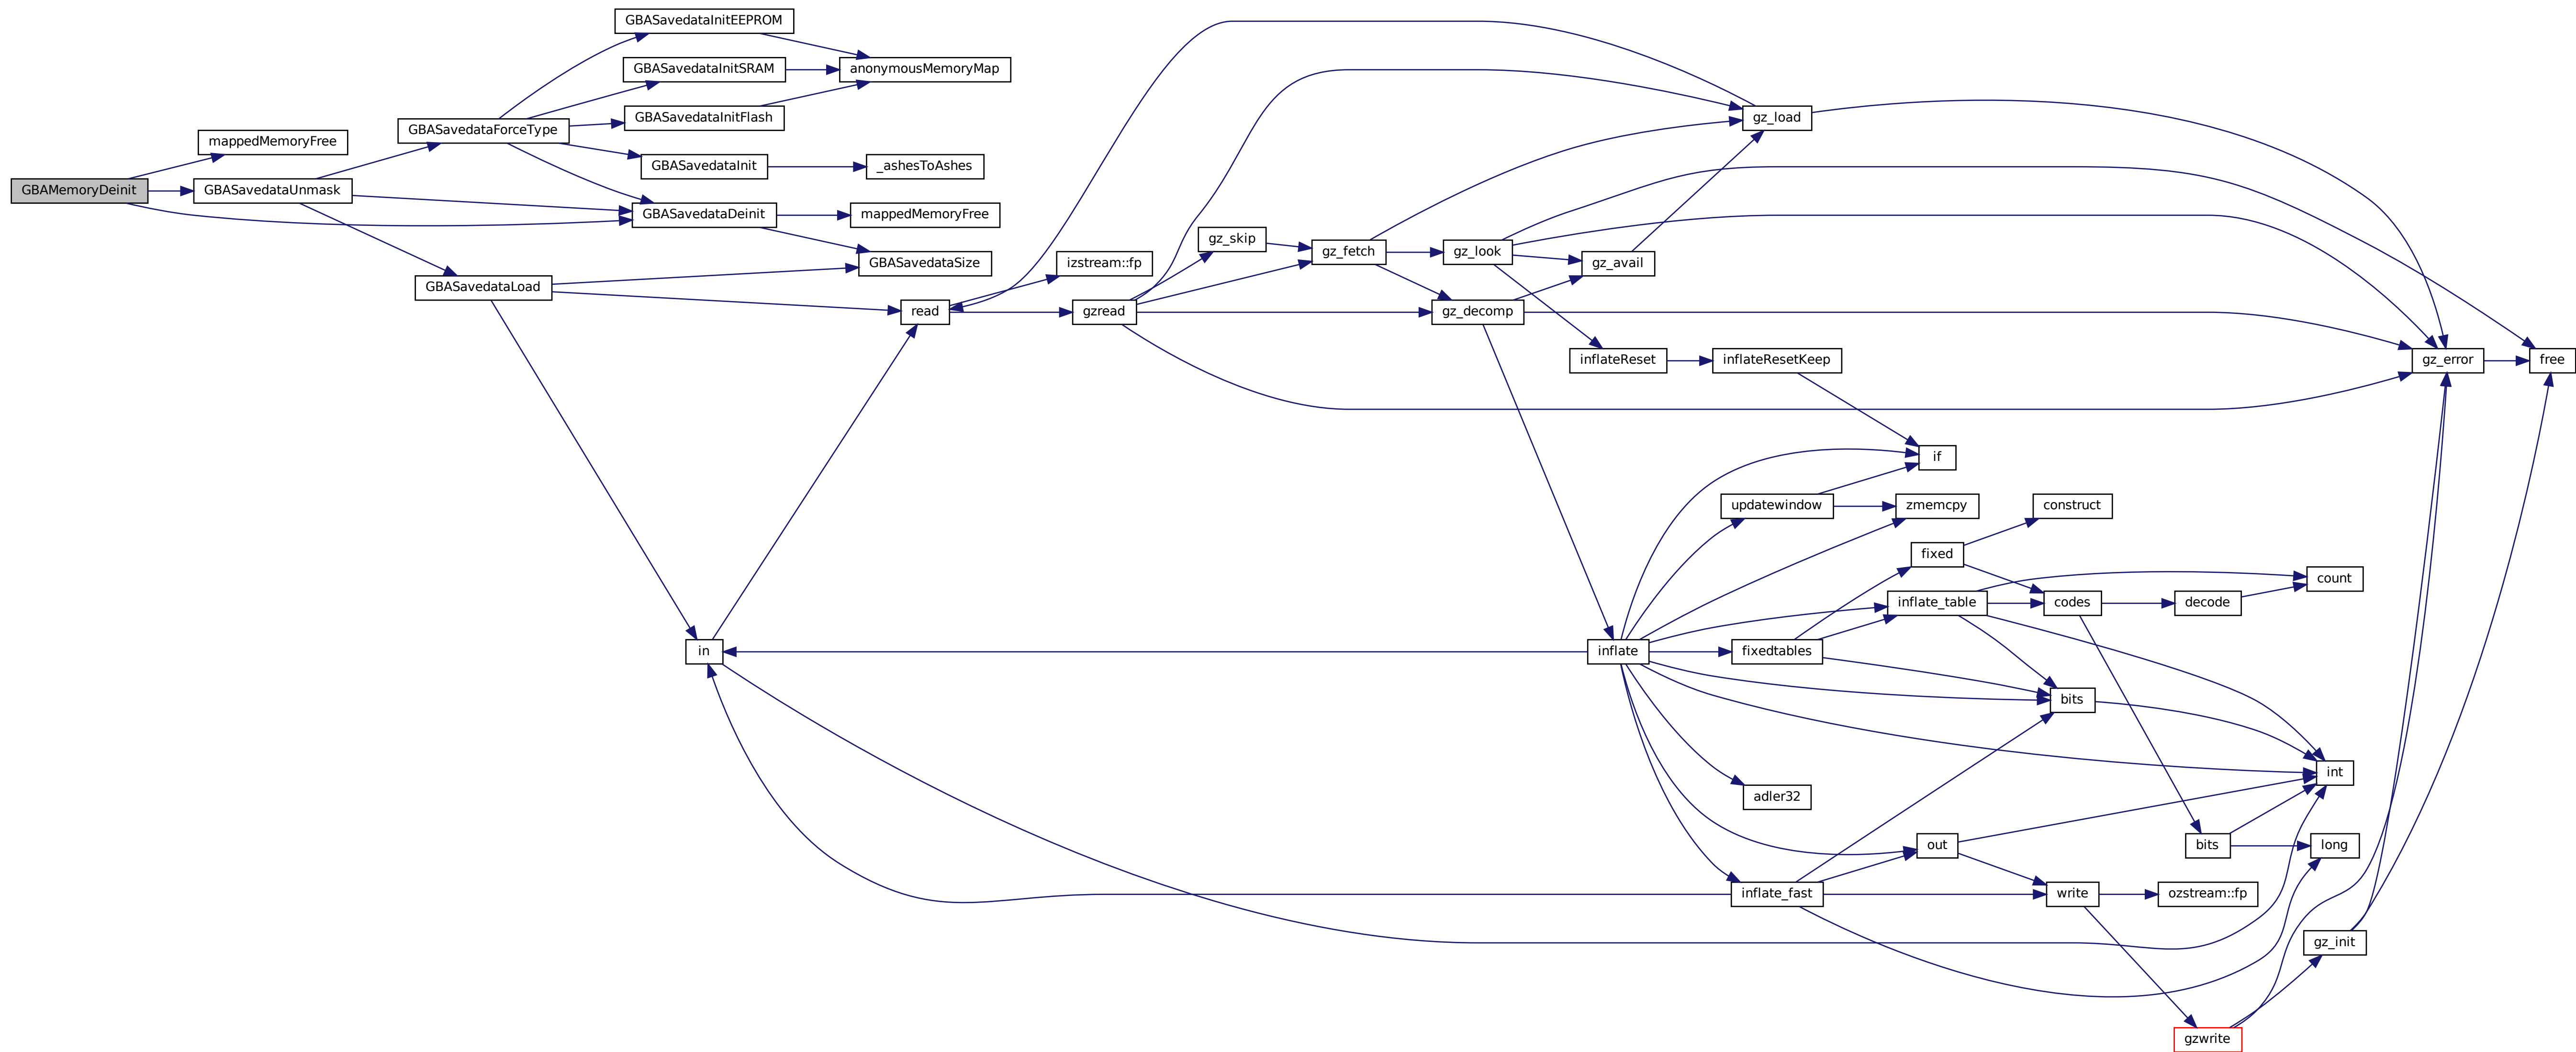 GBASavedataInitEEPROM
GBASavedataInitSRAM
anonymousMemoryMap
GBASavedataInitFlash
gz_load
GBASavedataForceType
mappedMemoryFree
GBASavedataInit
_ashesToAshes
GBAMemoryDeinit
GBASavedataUnmask
GBASavedataDeinit
mappedMemoryFree
gz_skip
gz_fetch
gz_look
gz_avail
izstream::fp
GBASavedataSize
GBASavedataLoad
read
gzread
gz_decomp
inflateReset
inflateResetKeep
gz_error
free
if
updatewindow
zmemcpy
construct
fixed
count
inflate_table
codes
decode
in
inflate
fixedtables
bits
int
adler32
out
bits
long
inflate_fast
write
ozstream::fp
gz_init
gzwrite